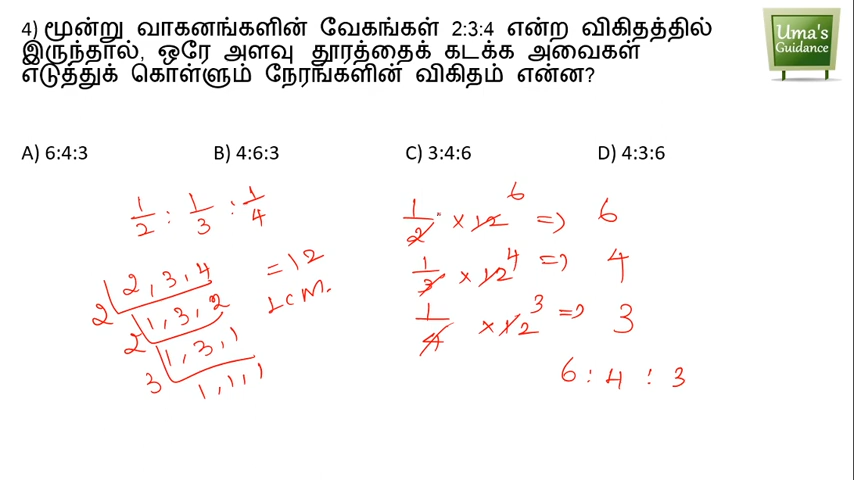 4) மூன்று வாகனங்களின் வேகங்கள் 2:3:4 என்ற விகிதத்தில்
இருந்தால், ஒரே அளவு தூரத்தைக் கடக்க அவைகள்
எடுத்துக் கொள்ளும் நேரங்களின் விகிதம் என்ன?
Uma's
Guidance
A) 6:4:3 B) 4:6:3 C) 3:4:6 D) 4:3:6
1/2 : 1/3 : 1/4
2 | 2, 3, 4 = 12
2 | 1, 3, 2 LCM.
3 | 1, 3, 1
1, 1, 1
1/2 × 12 6 => 6
1/3 × 12 4 => 4
1/4 × 12 3 => 3
6 : 4 : 3